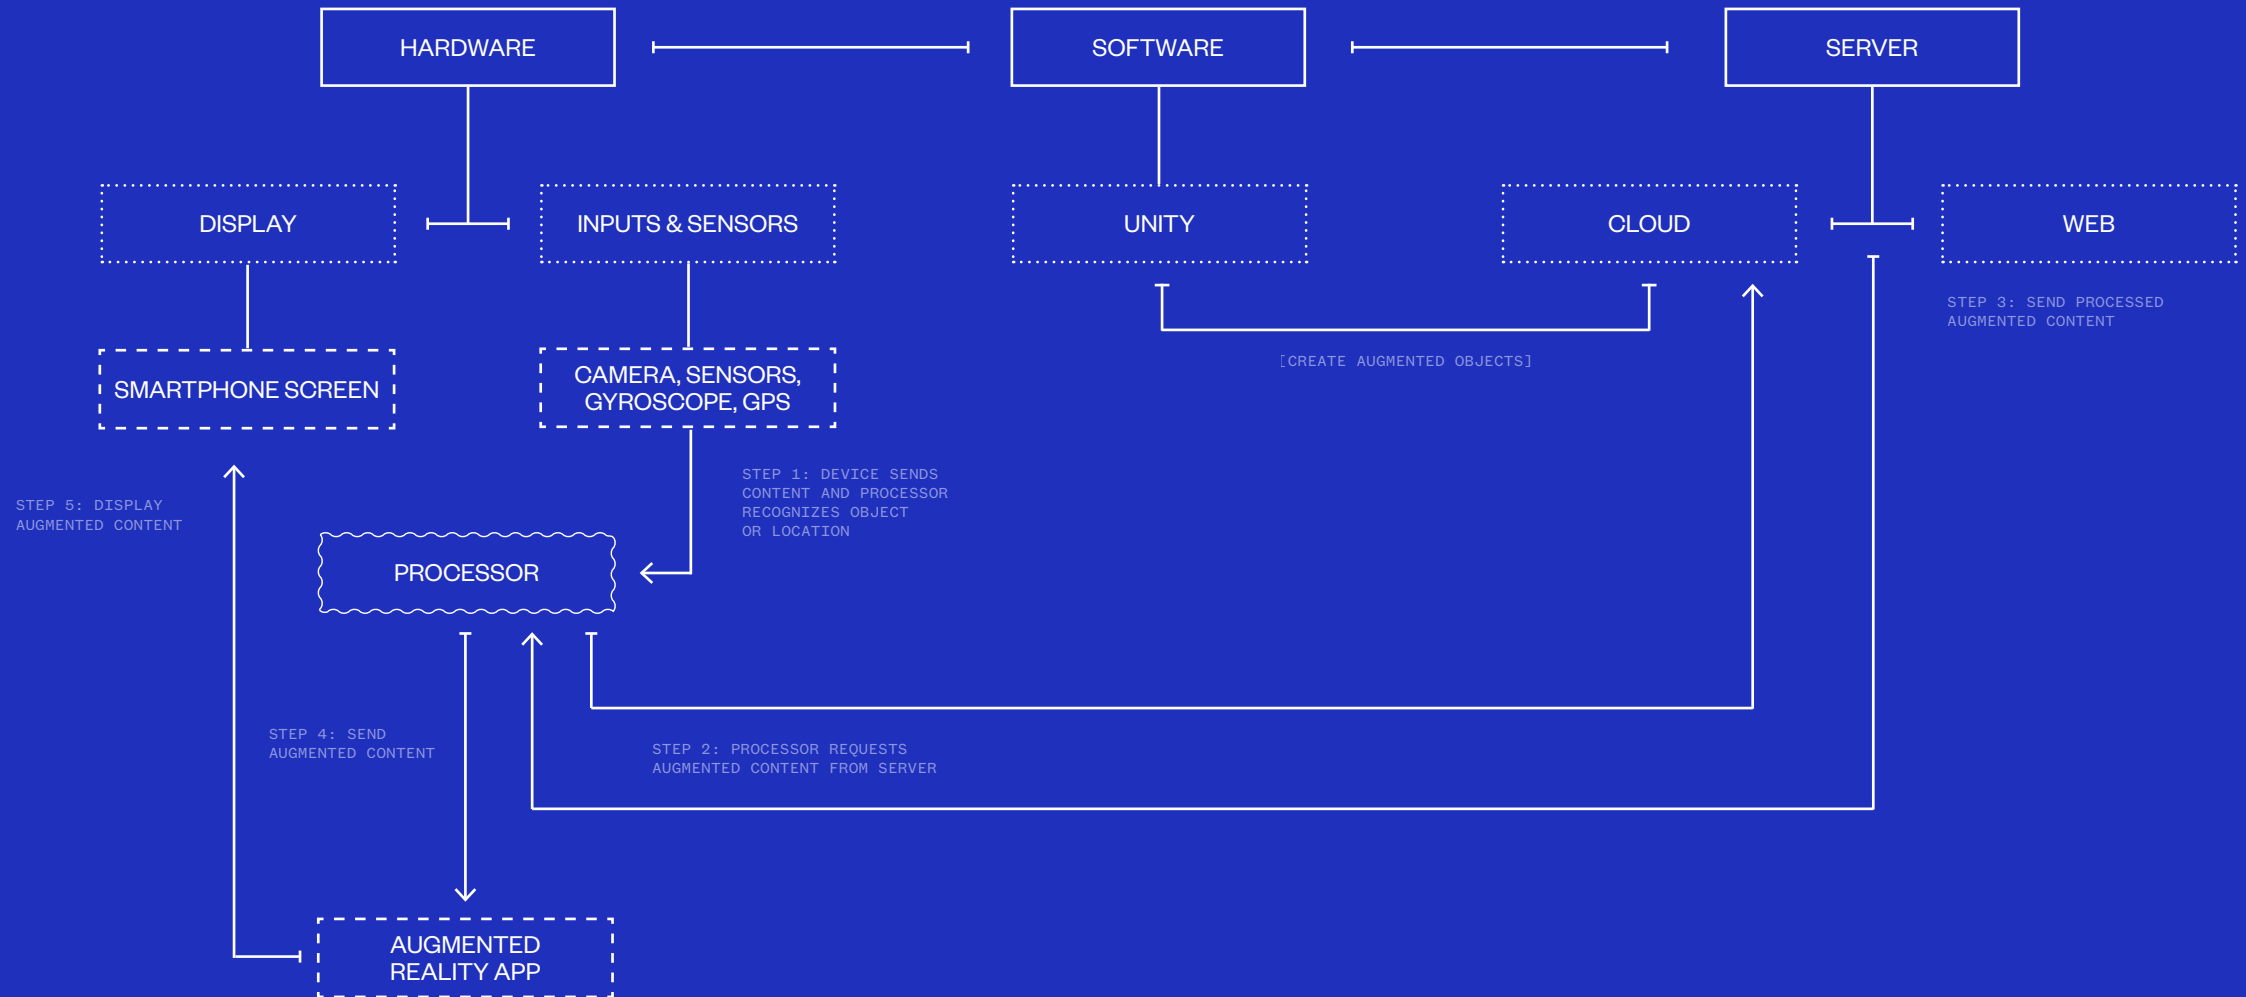 HARDWARE
SOFTWARE
SERVER
DISPLAY
INPUTS & SENSORS
UNITY
CLOUD
WEB
STEP 3: SEND PROCESSED
AUGMENTED CONTENT
[CREATE AUGMENTED OBJECTS]
SMARTPHONE SCREEN
CAMERA, SENSORS,
GYROSCOPE, GPS
STEP 1: DEVICE SENDS
CONTENT AND PROCESSOR
RECOGNIZES OBJECT
OR LOCATION
STEP 5: DISPLAY
AUGMENTED CONTENT
PROCESSOR
STEP 4: SEND
AUGMENTED CONTENT
STEP 2: PROCESSOR REQUESTS
AUGMENTED CONTENT FROM SERVER
AUGMENTED
REALITY APP